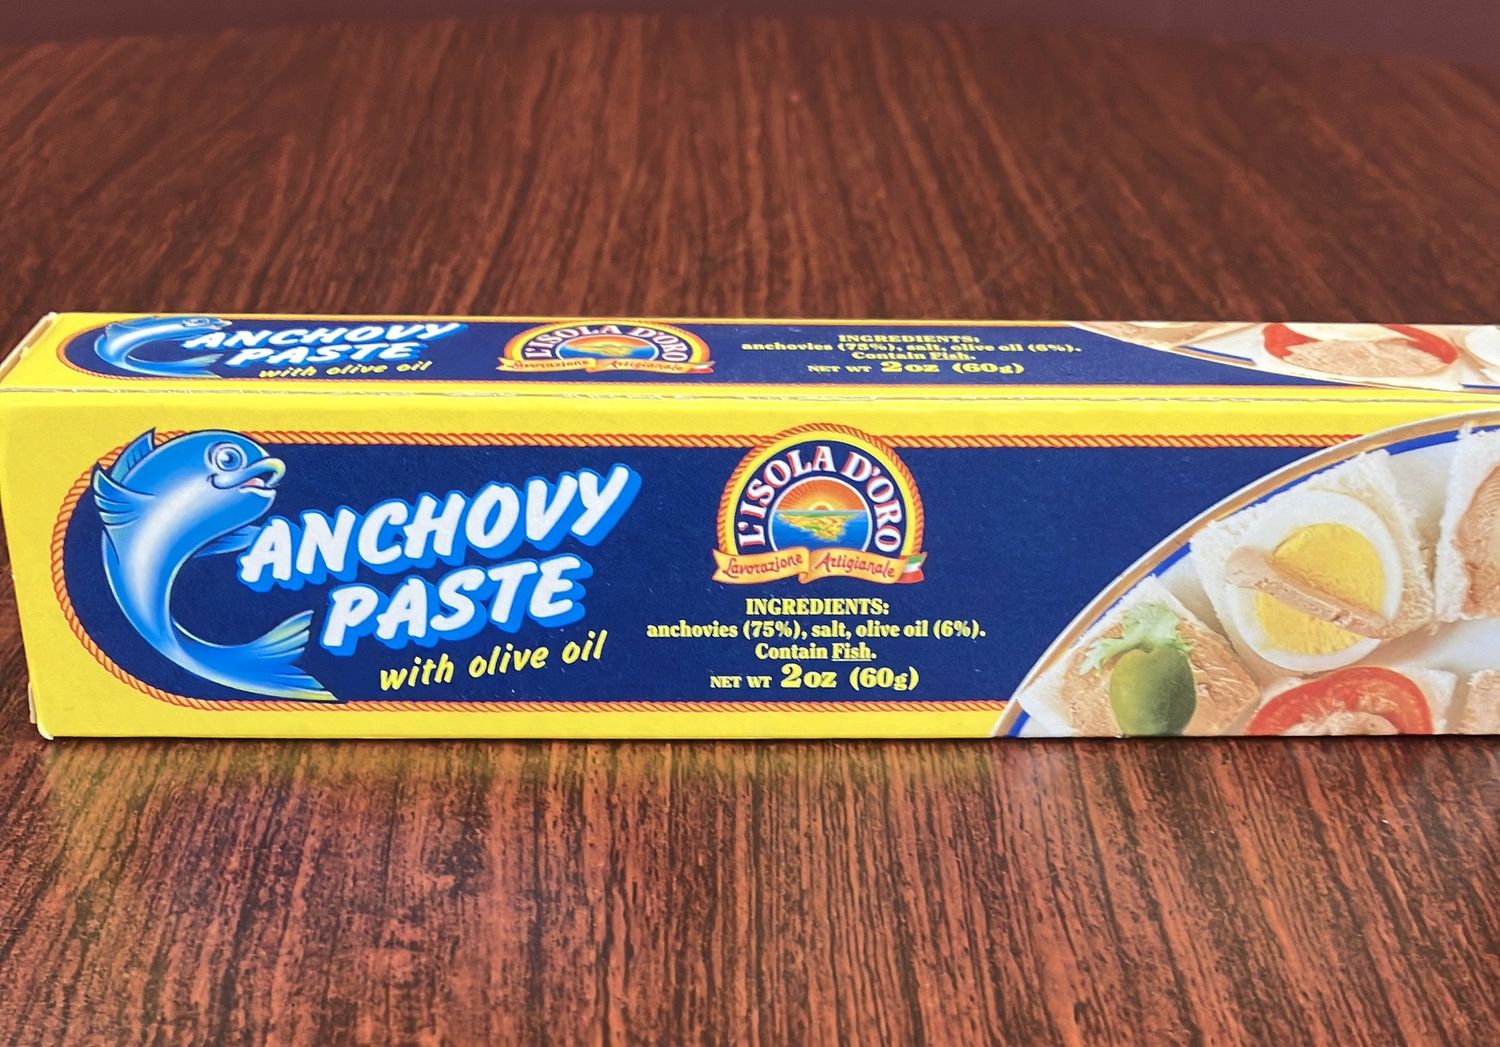 ANCHOVY
PASTE
with olive oil
L'ISOLA D'ORO
Lavorazione Artigianale
INGREDIENTS:
anchovies (75%), salt, olive oil (6%).
Contain Fish.
NET WT 2oz (60g)
ANCHOVY
PASTE
with olive oil
L'ISOLA D'ORO
Lavorazione Artigianale
INGREDIENTS:
anchovies (75%), salt, olive oil (6%).
Contain Fish.
NET WT 2oz (60g)